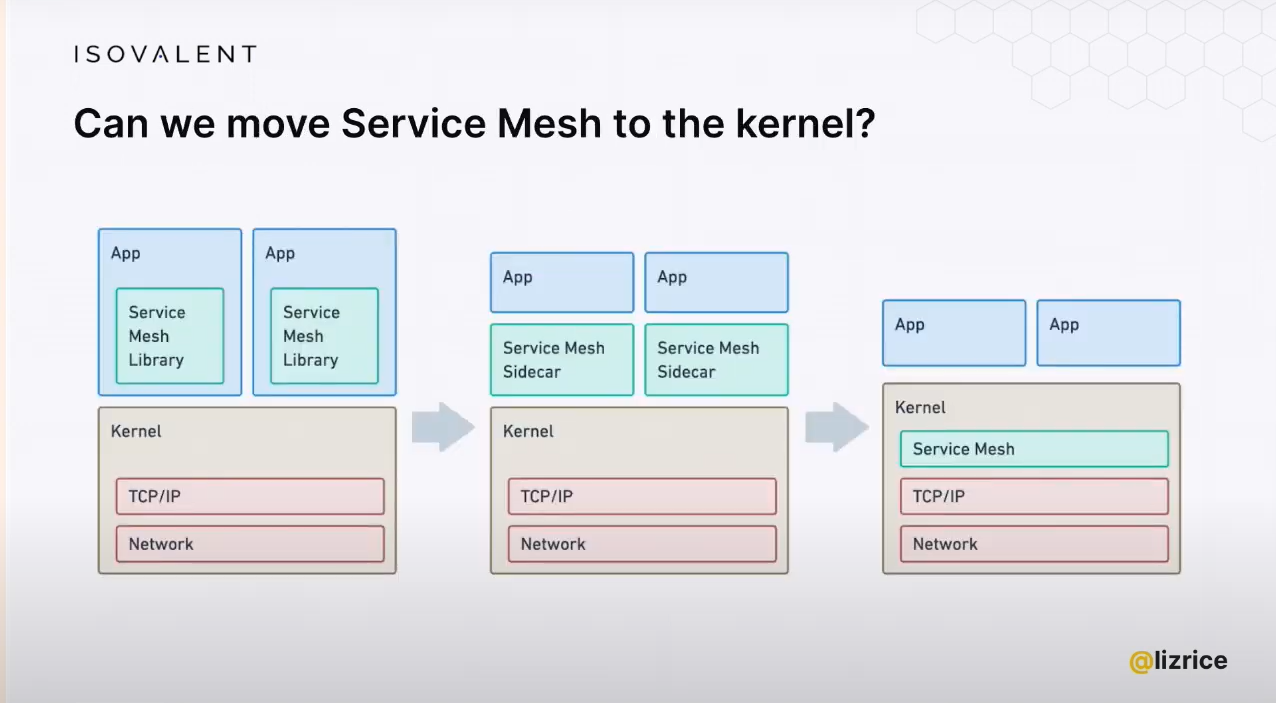 ISOVALENT
Can we move Service Mesh to the kernel?
App
Service
Mesh
Library
App
Service
Mesh
Library
Kernel
TCP/IP
Network
App
App
Service Mesh
Sidecar
Service Mesh
Sidecar
Kernel
TCP/IP
Network
App
App
Kernel
Service Mesh
TCP/IP
Network
@lizrice